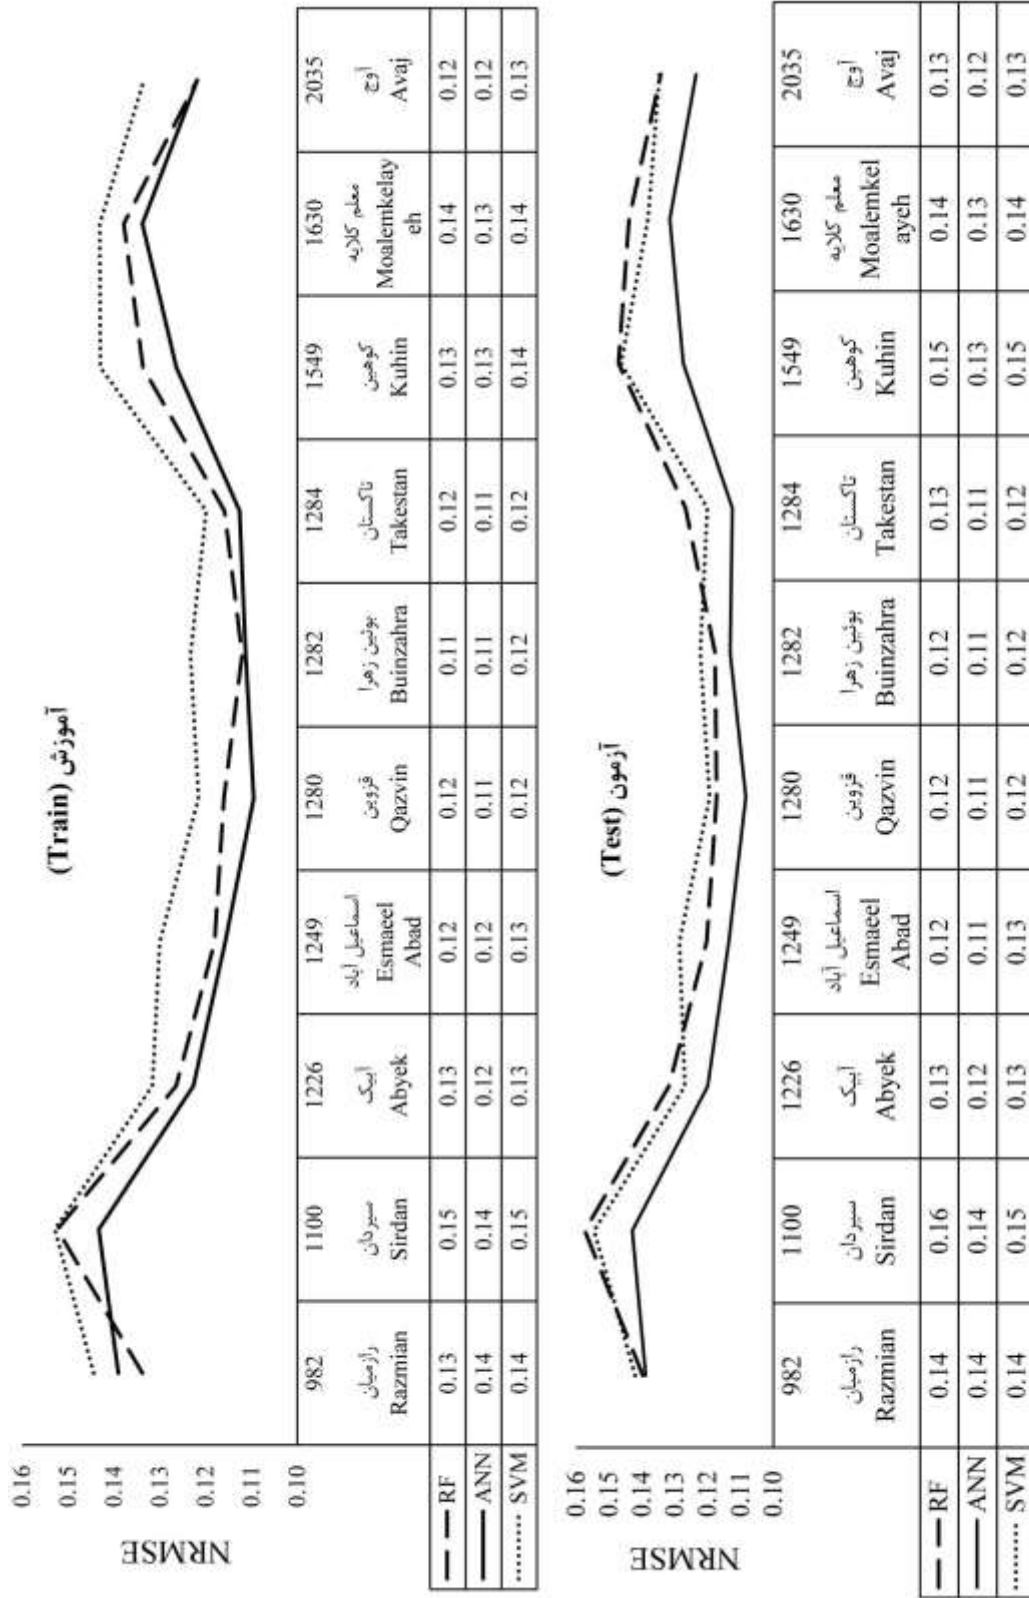 آموزش (Train)
NRMSE
0.16
0.15
0.14
0.13
0.12
0.11
0.10
982 1100 1226 1249 1280 1282 1284 1549 1630 2035
رازمیان سیردان آبیک اسماعیل آباد قزوین بوئین زهرا تاکستان کوهین معلم کلایه آوج
Razmian Sirdan Abyek Esmaeel Qazvin Buinzahra Takestan Kuhin Moalemkelay Avaj
Abad eh
RF 0.13 0.15 0.13 0.12 0.12 0.11 0.12 0.13 0.14 0.12
ANN 0.14 0.14 0.12 0.12 0.11 0.11 0.11 0.13 0.13 0.12
SVM 0.14 0.15 0.13 0.13 0.12 0.12 0.12 0.14 0.14 0.13
آزمون (Test)
NRMSE
0.16
0.15
0.14
0.13
0.12
0.11
0.10
982 1100 1226 1249 1280 1282 1284 1549 1630 2035
رازمیان سیردان آبیک اسماعیل آباد قزوین بوئین زهرا تاکستان کوهین معلم کلایه آوج
Razmian Sirdan Abyek Esmaeel Qazvin Buinzahra Takestan Kuhin Moalemkel Avaj
Abad ayeh
RF 0.14 0.16 0.13 0.12 0.12 0.12 0.13 0.15 0.14 0.13
ANN 0.14 0.14 0.12 0.11 0.11 0.11 0.11 0.13 0.13 0.12
SVM 0.14 0.15 0.13 0.13 0.12 0.12 0.12 0.15 0.14 0.13